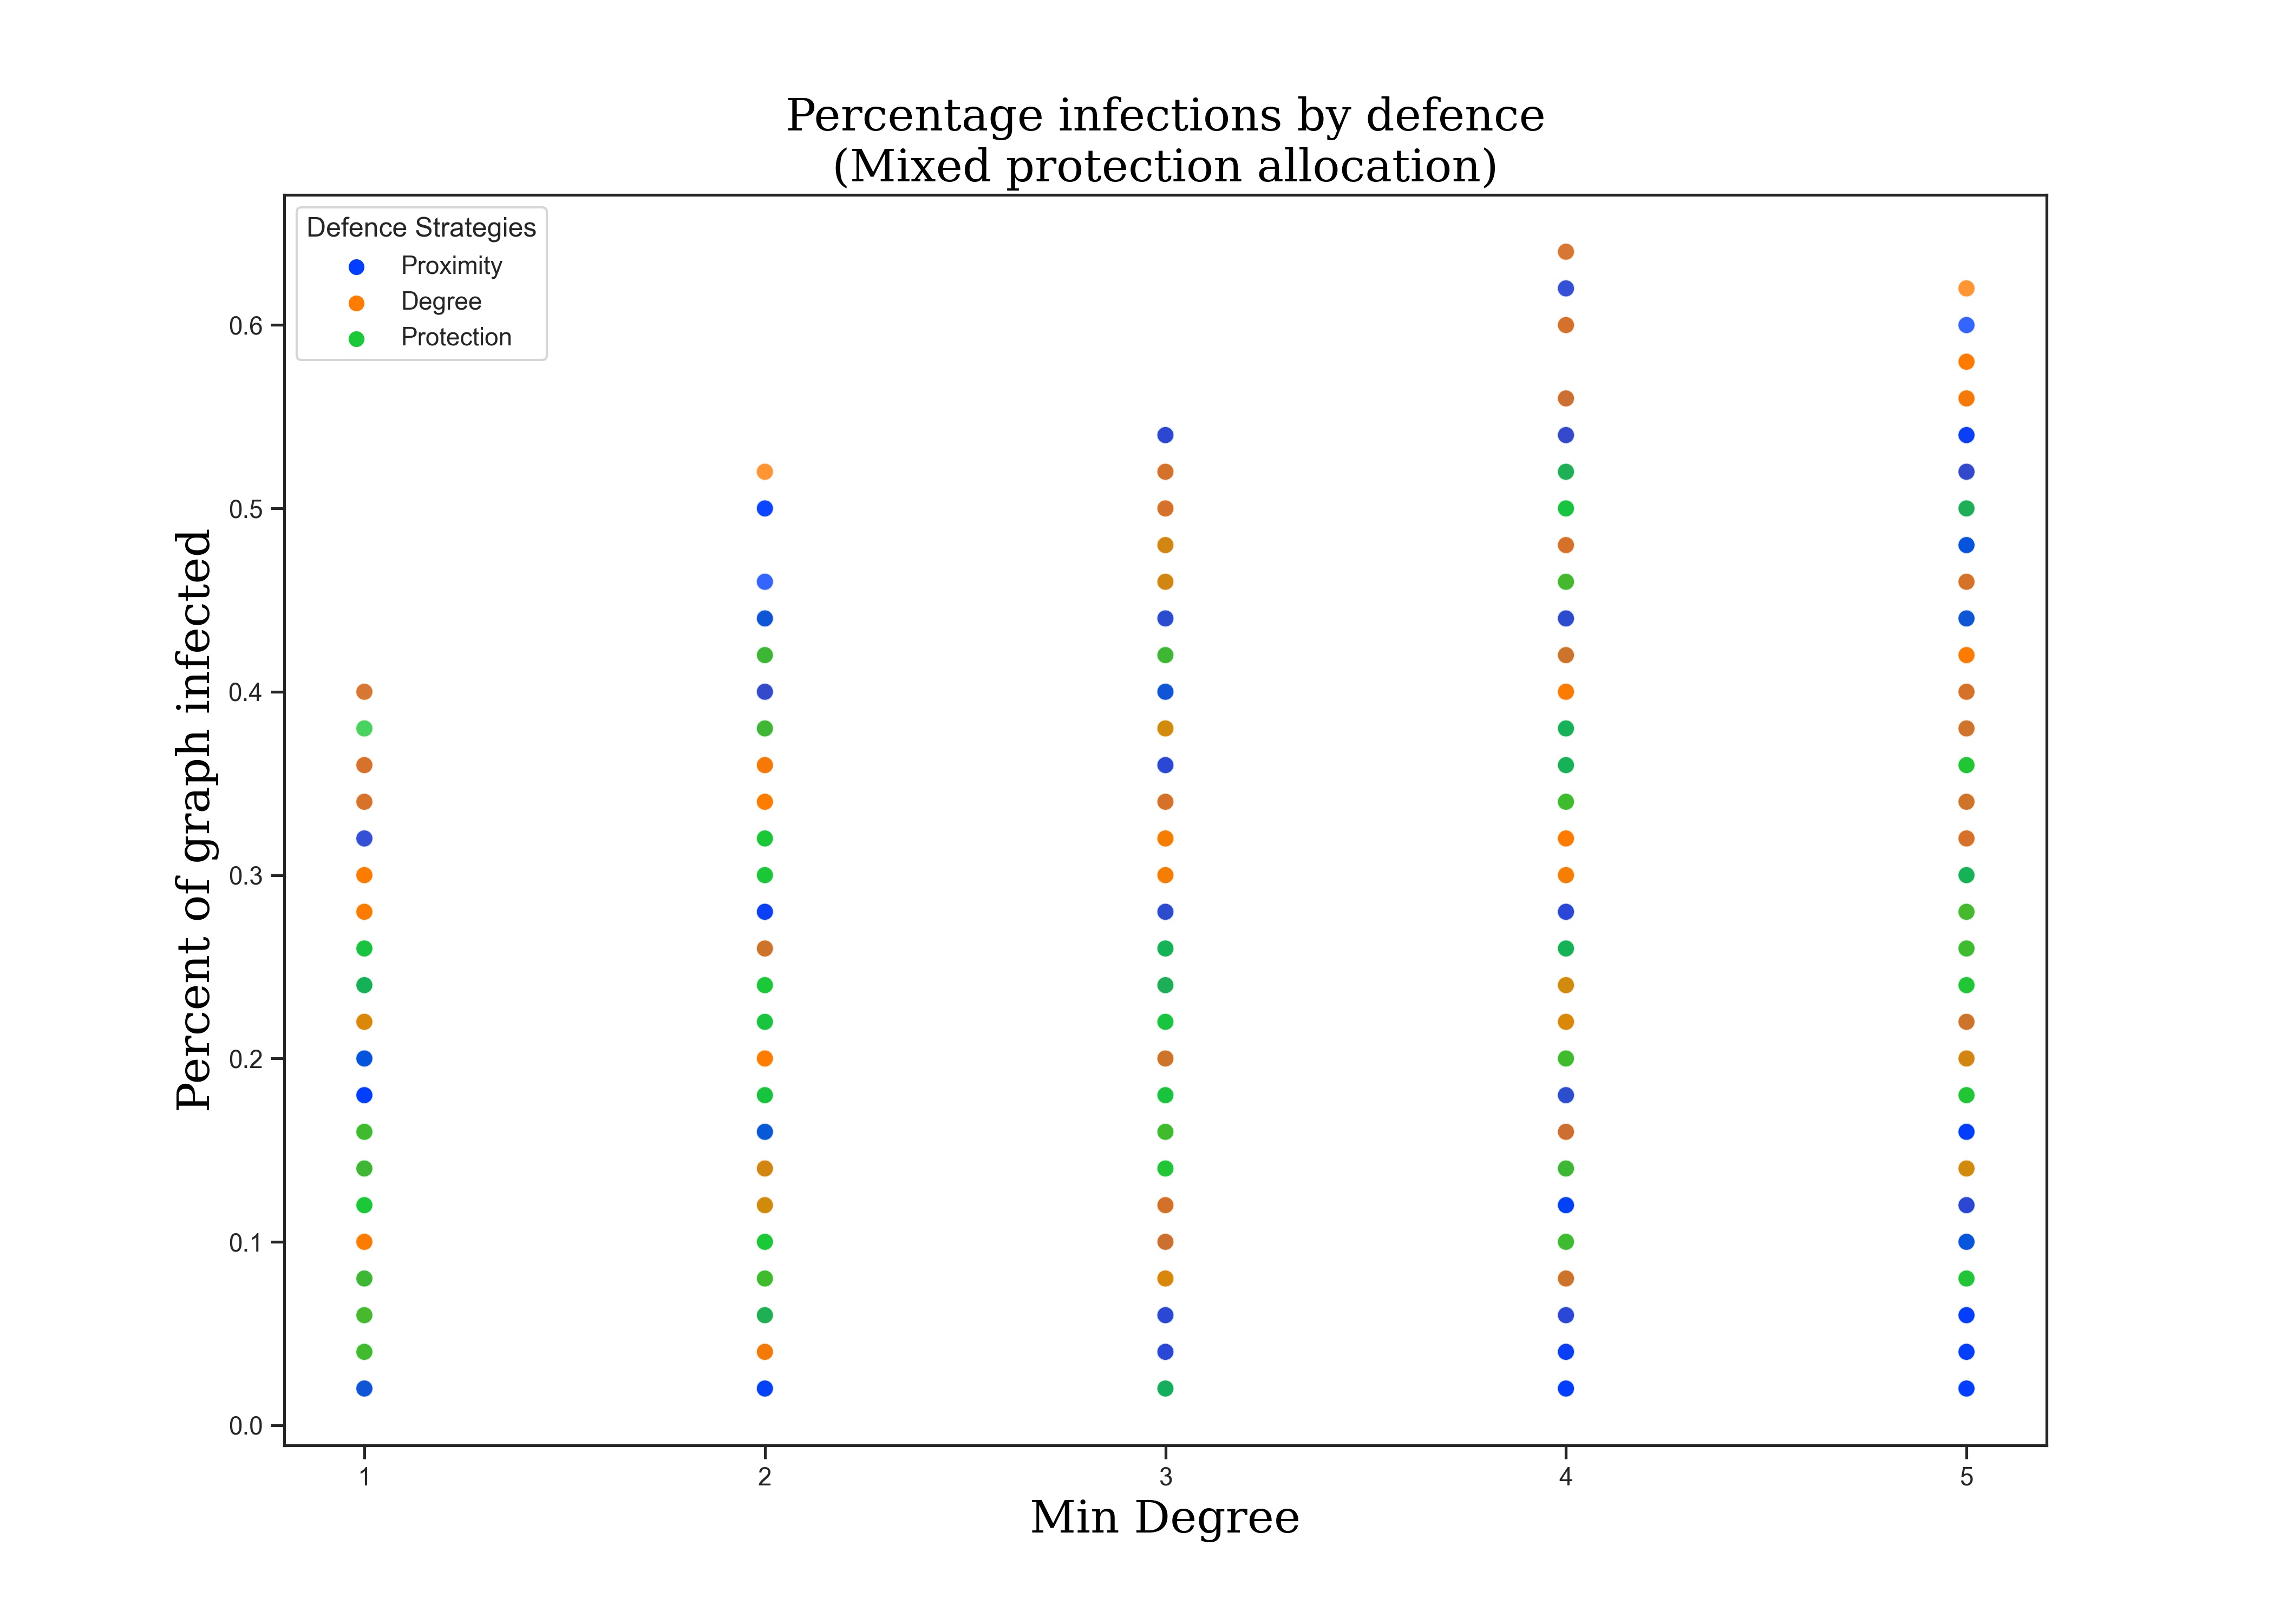 Percentage infections by defence
(Mixed protection allocation)
Defence Strategies
Proximity
Degree
Protection
Percent of graph infected
0.6
0.5
0.4
0.3
0.2
0.1
0.0
1 2 3 4 5
Min Degree